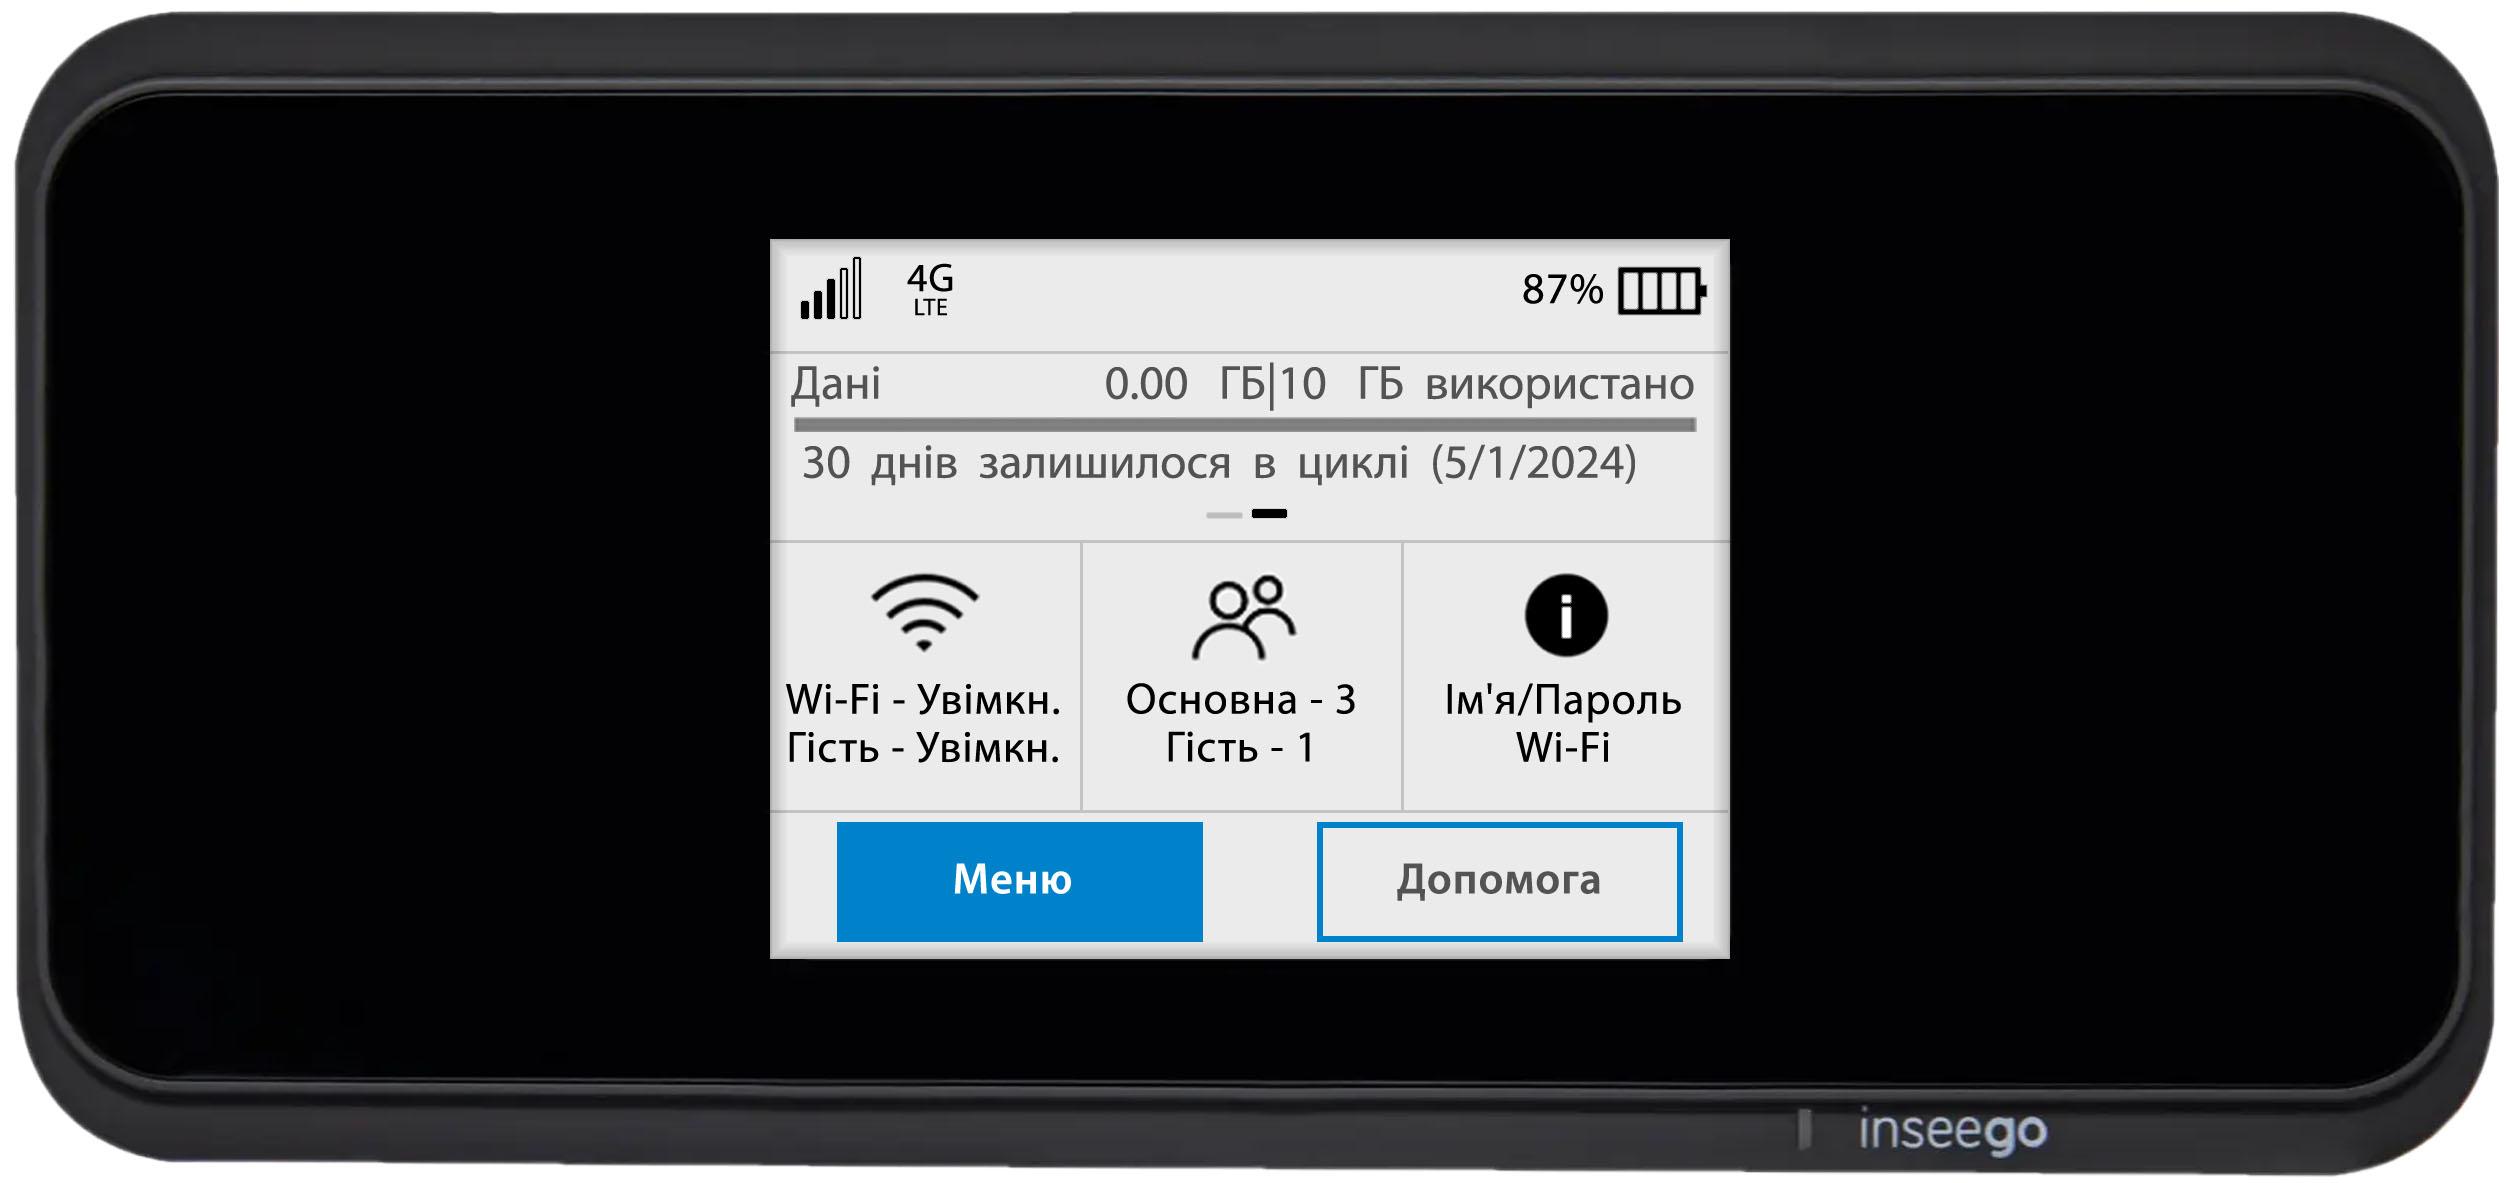 4G
LTE
87%
Дані 0.00 ГБ|10 ГБ використано
30 днів залишилося в циклі (5/1/2024)
Wi-Fi - Увімкн.
Гість - Увімкн.
Основна - 3
Гість - 1
Ім'я/Пароль
Wi-Fi
Меню
Допомога
inseego